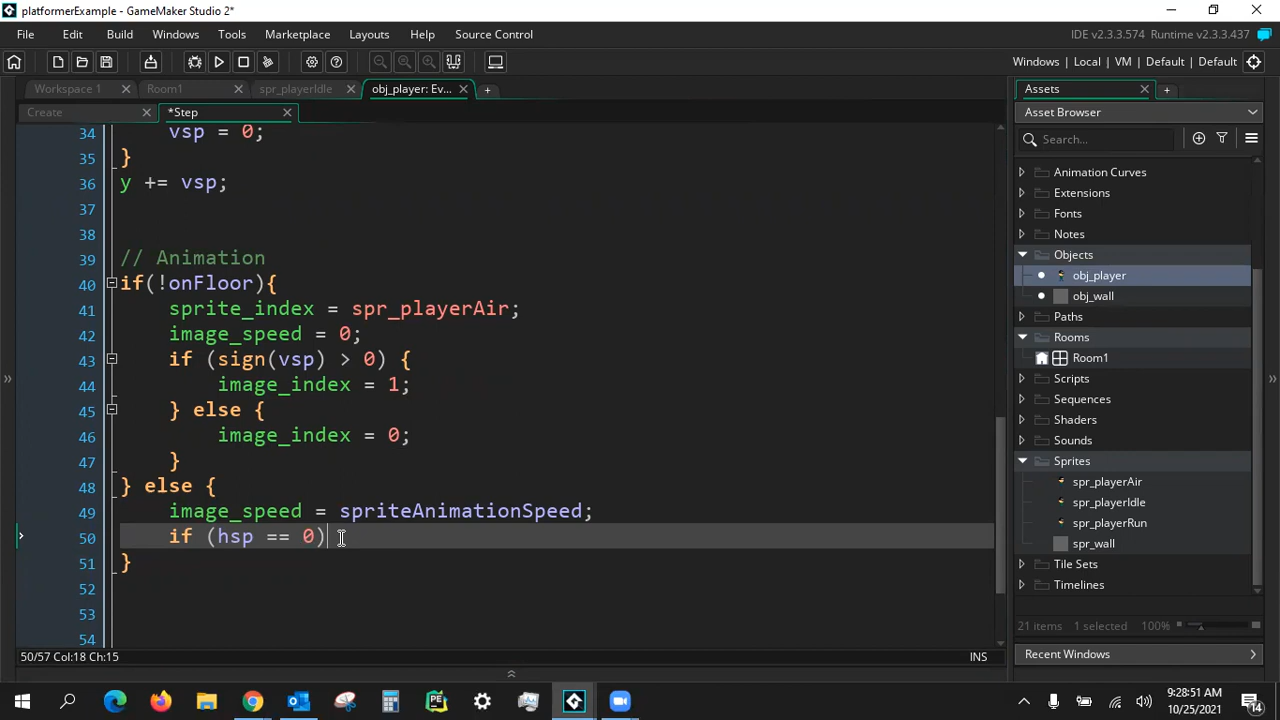 platformerExample - GameMaker Studio 2*
File Edit Build Windows Tools Help Marketplace Layouts Source Control
IDE v2.3.3.574 Runtime v2.3.3.437
Windows | Local | VM | Default | Default
Workspace 1 Room1 spr_playerIdle obj_player: Eve...
Create *Step
34 vsp = 0;
35 }
36 y += vsp;
37
38
39 // Animation
40 if(!onFloor){
41 sprite_index = spr_playerAir;
42 image_speed = 0;
43 if (sign(vsp) > 0) {
44 image_index = 1;
45 } else {
46 image_index = 0;
47 }
48 } else {
49 image_speed = spriteAnimationSpeed;
50 if (hsp == 0)
51 }
52
53
54
50/57 Col:18 Ch:15 INS
Assets
Asset Browser
Search...
Animation Curves
Extensions
Fonts
Notes
Objects
obj_player
obj_wall
Paths
Rooms
Room1
Scripts
Sequences
Shaders
Sounds
Sprites
spr_playerAir
spr_playerIdle
spr_playerRun
spr_wall
Tile Sets
Timelines
21 items 1 selected 100%
Recent Windows
9:28:51 AM
10/25/2021
14